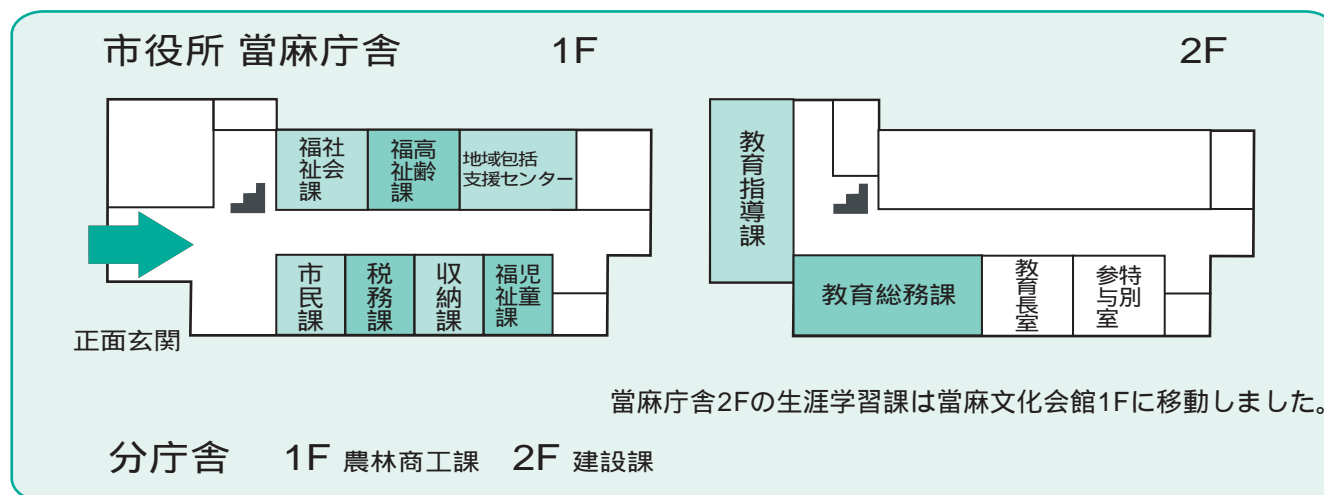 市役所 當麻庁舎 1F 2F
社会
福祉課
高齢
福祉課
地域包括
支援センター
市民課
税務課
収納課
児童
福祉課
正面玄関
教育指導課
教育総務課
教育長室
特別
参与室
當麻庁舎2Fの生涯学習課は當麻文化会館1Fに移動しました。
分庁舎 1F 農林商工課 2F 建設課